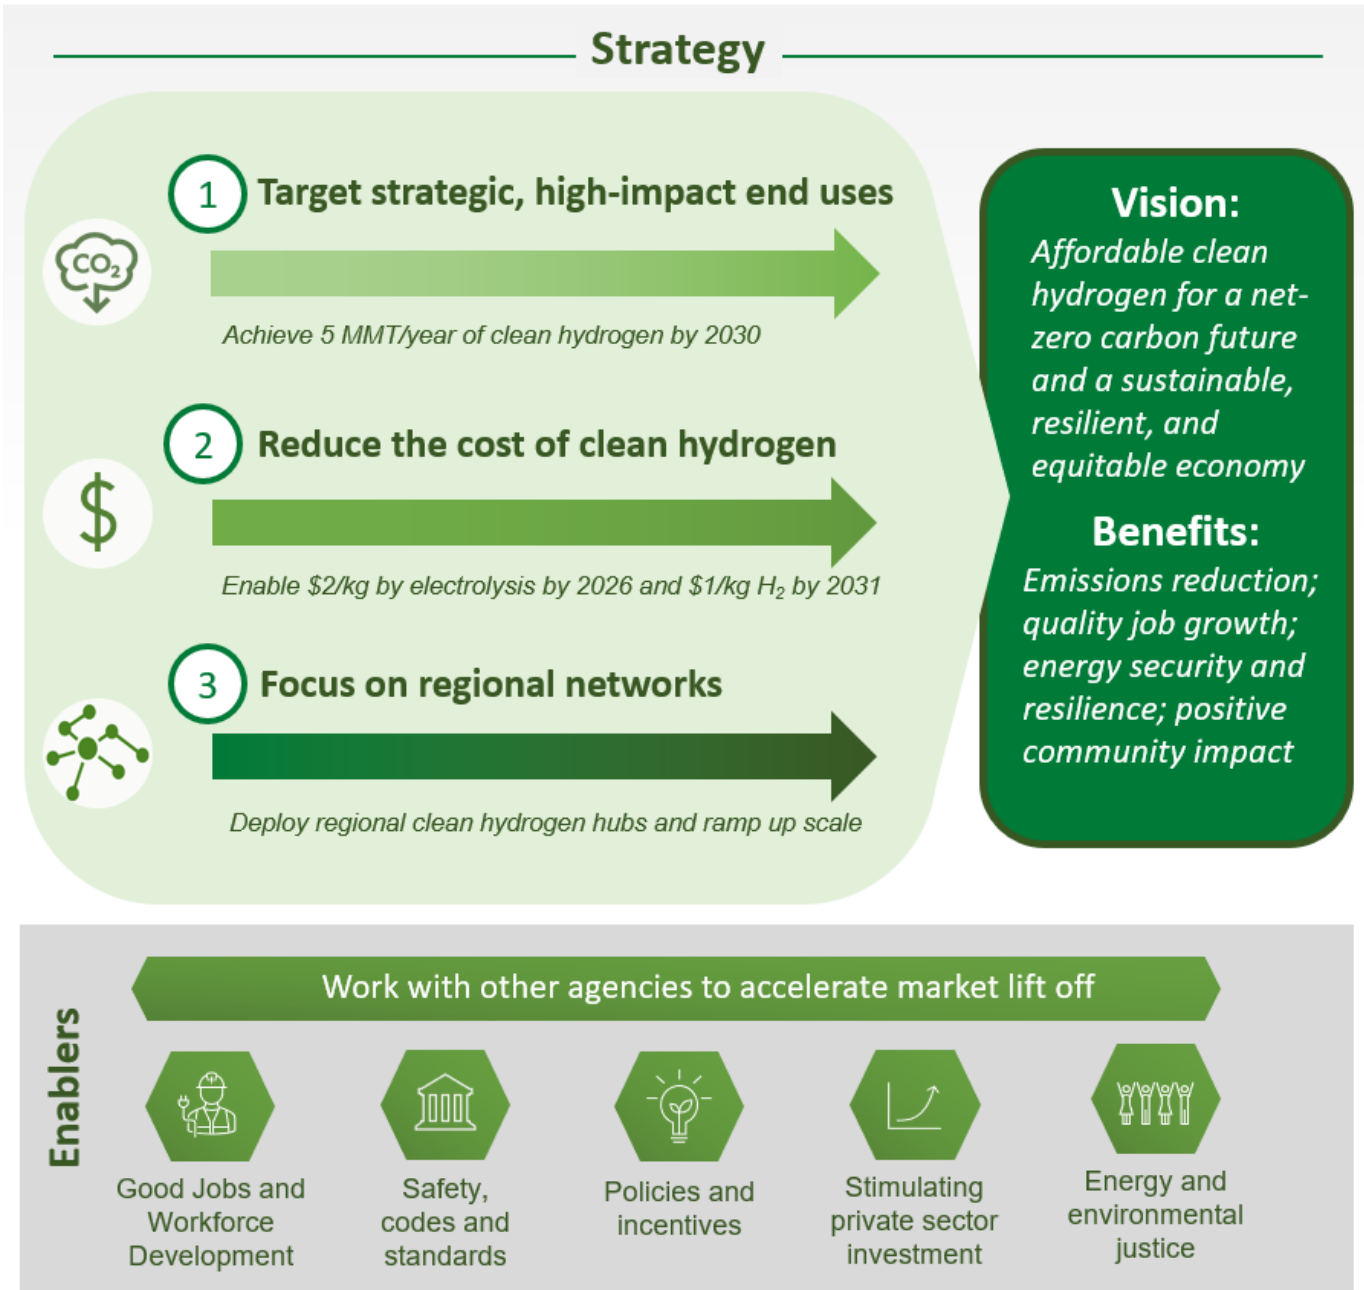 Strategy
1
Target strategic, high-impact end uses
CO₂
Achieve 5 MMT/year of clean hydrogen by 2030
2
Reduce the cost of clean hydrogen
$
Enable $2/kg by electrolysis by 2026 and $1/kg H₂ by 2031
3
Focus on regional networks
Deploy regional clean hydrogen hubs and ramp up scale
Vision:
Affordable clean
hydrogen for a net-
zero carbon future
and a sustainable,
resilient, and
equitable economy
Benefits:
Emissions reduction;
quality job growth;
energy security and
resilience; positive
community impact
Enablers
Work with other agencies to accelerate market lift off
Good Jobs and
Workforce
Development
Safety,
codes and
standards
Policies and
incentives
Stimulating
private sector
investment
Energy and
environmental
justice